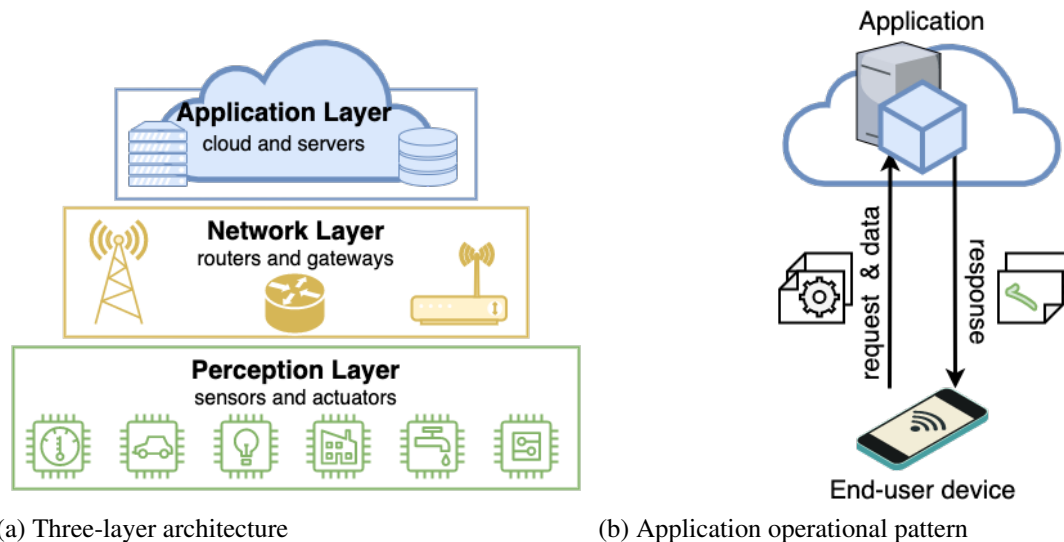 Application Layer
cloud and servers
Network Layer
routers and gateways
Perception Layer
sensors and actuators
(a) Three-layer architecture
Application
request & data
response
End-user device
(b) Application operational pattern